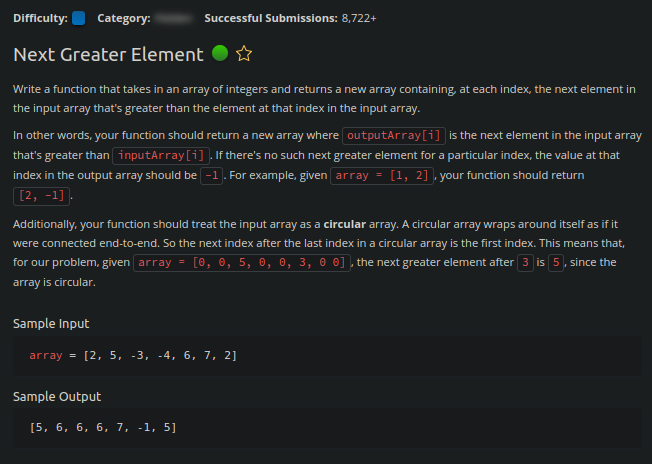 Difficulty: Category: Successful Submissions: 8,722+
Next Greater Element
Write a function that takes in an array of integers and returns a new array containing, at each index, the next element in
the input array that's greater than the element at that index in the input array.
In other words, your function should return a new array where outputArray[i] is the next element in the input array
that's greater than inputArray[i]. If there's no such next greater element for a particular index, the value at that
index in the output array should be -1. For example, given array = [1, 2], your function should return
[2, -1].
Additionally, your function should treat the input array as a circular array. A circular array wraps around itself as if it
were connected end-to-end. So the next index after the last index in a circular array is the first index. This means that,
for our problem, given array = [0, 0, 5, 0, 0, 3, 0 0], the next greater element after 3 is 5, since the
array is circular.
Sample Input
array = [2, 5, -3, -4, 6, 7, 2]
Sample Output
[5, 6, 6, 6, 7, -1, 5]